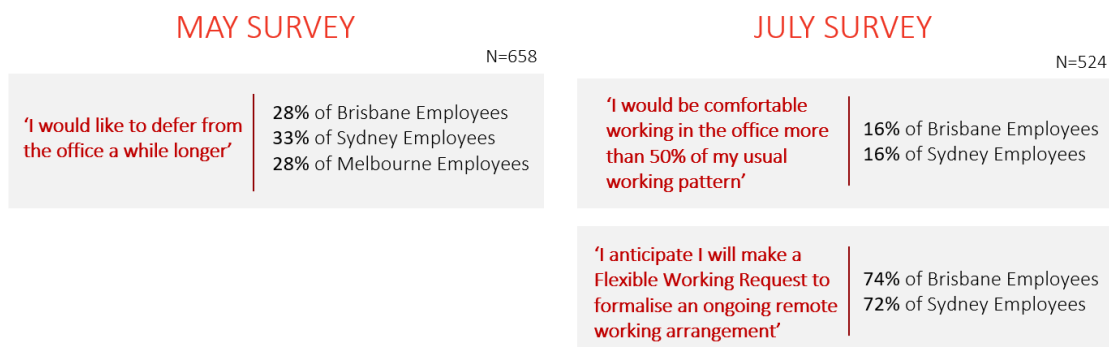 MAY SURVEY
N=658
‘I would like to defer from
the office a while longer’
28% of Brisbane Employees
33% of Sydney Employees
28% of Melbourne Employees
JULY SURVEY
N=524
‘I would be comfortable
working in the office more
than 50% of my usual
working pattern’
16% of Brisbane Employees
16% of Sydney Employees
‘I anticipate I will make a
Flexible Working Request to
formalise an ongoing remote
working arrangement’
74% of Brisbane Employees
72% of Sydney Employees